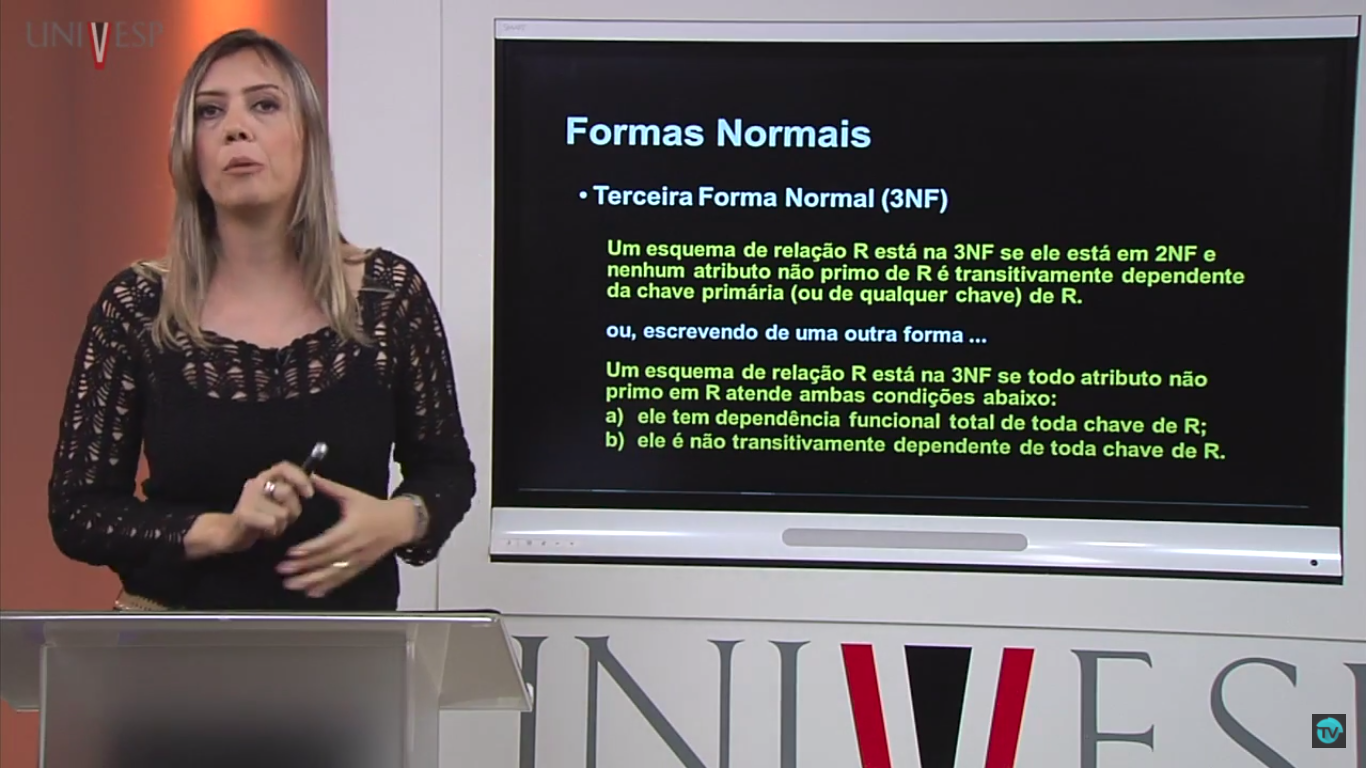 UNIVESP
Formas Normais
• Terceira Forma Normal (3NF)
Um esquema de relação R está na 3NF se ele está em 2NF e
nenhum atributo não primo de R é transitivamente dependente
da chave primária (ou de qualquer chave) de R.
ou, escrevendo de uma outra forma ...
Um esquema de relação R está na 3NF se todo atributo não
primo em R atende ambas condições abaixo:
a) ele tem dependência funcional total de toda chave de R;
b) ele é não transitivamente dependente de toda chave de R.
UNIVESP
TV